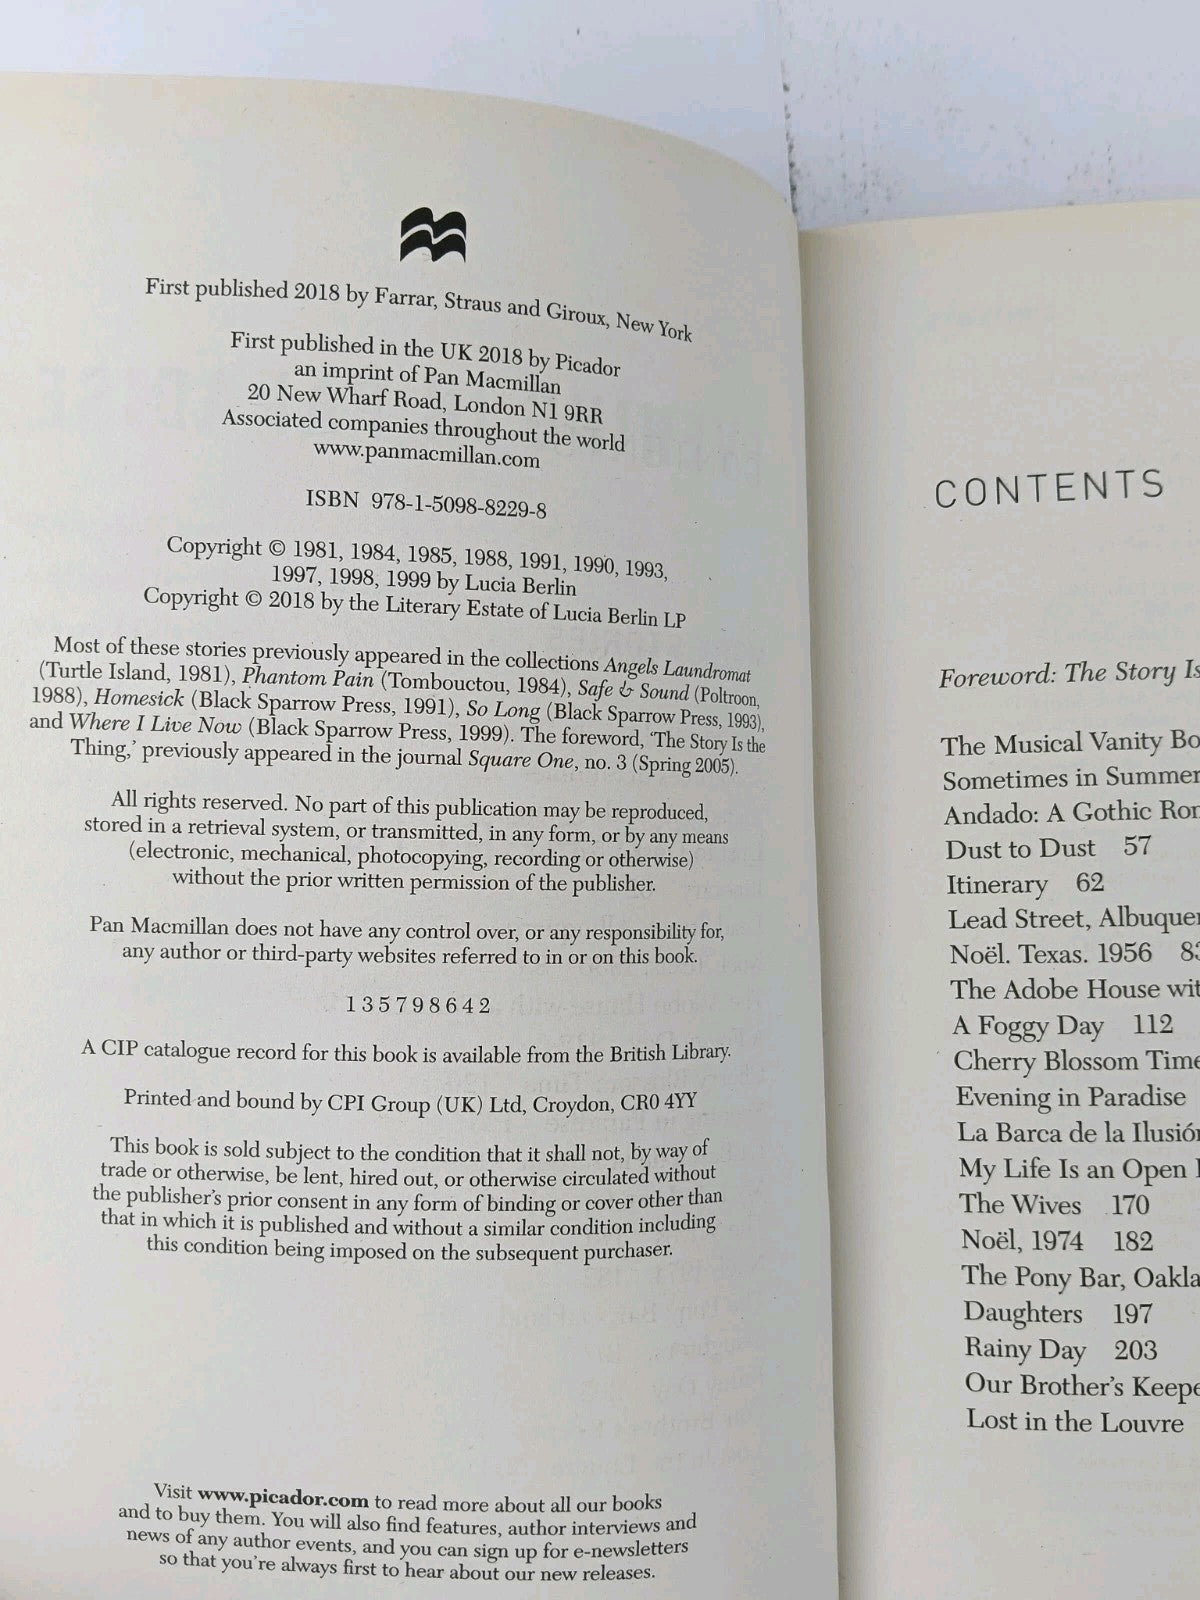 First published 2018 by Farrar, Straus and Giroux, New York
First published in the UK 2018 by Picador
an imprint of Pan Macmillan
20 New Wharf Road, London N1 9RR
Associated companies throughout the world
www.panmacmillan.com
ISBN 978-1-5098-8229-8
Copyright © 1981, 1984, 1985, 1988, 1991, 1990, 1993,
1997, 1998, 1999 by Lucia Berlin
Copyright © 2018 by the Literary Estate of Lucia Berlin LP
Most of these stories previously appeared in the collections Angels Laundromat
(Turtle Island, 1981), Phantom Pain (Tombouctou, 1984), Safe & Sound (Poltroon,
1988), Homesick (Black Sparrow Press, 1991), So Long (Black Sparrow Press, 1993),
and Where I Live Now (Black Sparrow Press, 1999). The foreword, ‘The Story Is the
Thing,’ previously appeared in the journal Square One, no. 3 (Spring 2005).
All rights reserved. No part of this publication may be reproduced,
stored in a retrieval system, or transmitted, in any form, or by any means
(electronic, mechanical, photocopying, recording or otherwise)
without the prior written permission of the publisher.
Pan Macmillan does not have any control over, or any responsibility for,
any author or third-party websites referred to in or on this book.
1 3 5 7 9 8 6 4 2
A CIP catalogue record for this book is available from the British Library.
Printed and bound by CPI Group (UK) Ltd, Croydon, CR0 4YY
This book is sold subject to the condition that it shall not, by way of
trade or otherwise, be lent, hired out, or otherwise circulated without
the publisher’s prior consent in any form of binding or cover other than
that in which it is published and without a similar condition including
this condition being imposed on the subsequent purchaser.
Visit www.picador.com to read more about all our books
and to buy them. You will also find features, author interviews and
news of any author events, and you can sign up for e-newsletters
so that you’re always first to hear about our new releases.
CONTENTS
Foreword: The Story Is
The Musical Vanity Bo
Sometimes in Summer
Andado: A Gothic Ro
Dust to Dust 57
Itinerary 62
Lead Street, Albuquer
Noël. Texas. 1956 83
The Adobe House wit
A Foggy Day 112
Cherry Blossom Time
Evening in Paradise
La Barca de la Ilusión
My Life Is an Open
The Wives 170
Noël, 1974 182
The Pony Bar, Oakla
Daughters 197
Rainy Day 203
Our Brother’s Keepe
Lost in the Louvre